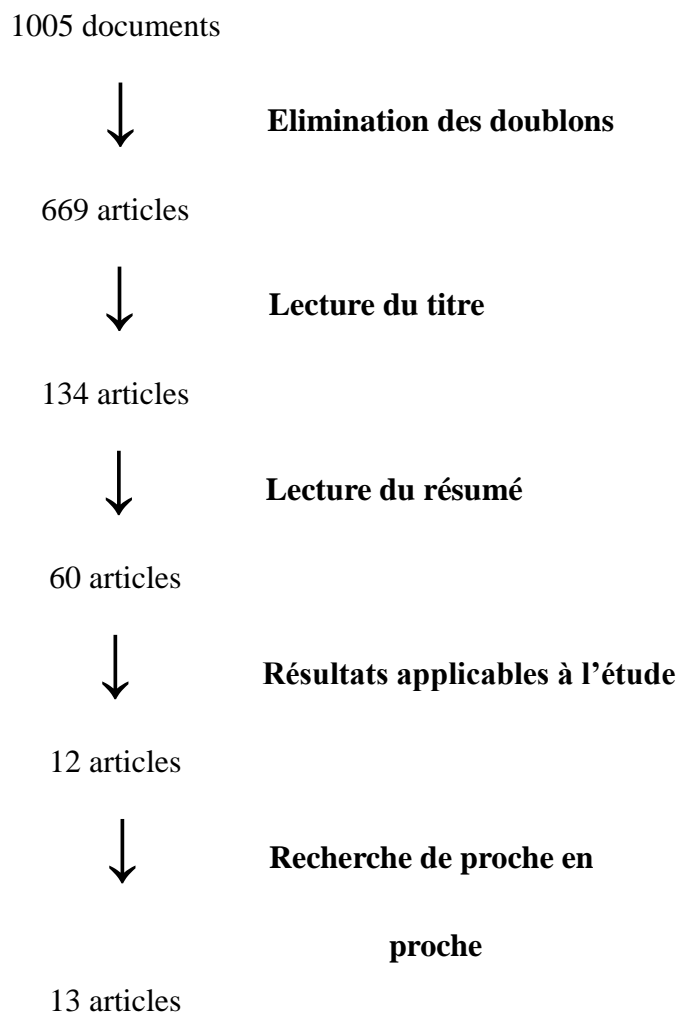 1005 documents
Elimination des doublons
669 articles
Lecture du titre
134 articles
Lecture du résumé
60 articles
Résultats applicables à l’étude
12 articles
Recherche de proche en
proche
13 articles